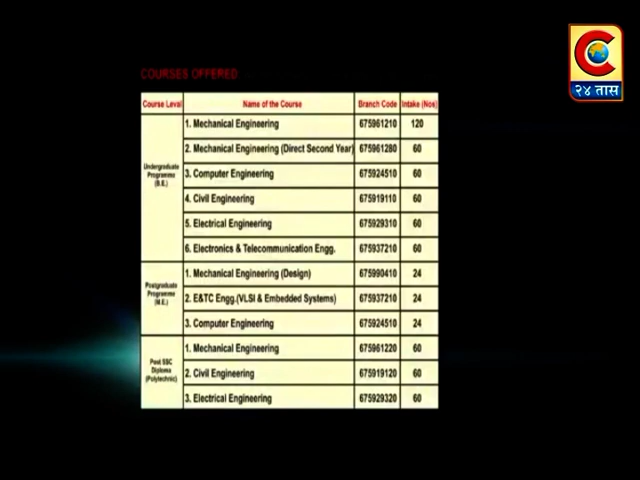 COURSES OFFERED
C
२४ तास
Course Level Name of the Course Branch Code Intake (Nos)
Undergraduate
Programme
(B.E.)
1. Mechanical Engineering 675961210 120
2. Mechanical Engineering (Direct Second Year) 675961280 60
3. Computer Engineering 675924510 60
4. Civil Engineering 675919110 60
5. Electrical Engineering 675929310 60
6. Electronics & Telecommunication Engg. 675937210 60
Postgraduate
Programme
(M.E.)
1. Mechanical Engineering (Design) 675990410 24
2. E&TC Engg.(VLSI & Embedded Systems) 675937210 24
3. Computer Engineering 675924510 24
Post SSC
Diploma
(Polytechnic)
1. Mechanical Engineering 675961220 60
2. Civil Engineering 675919120 60
3. Electrical Engineering 675929320 60